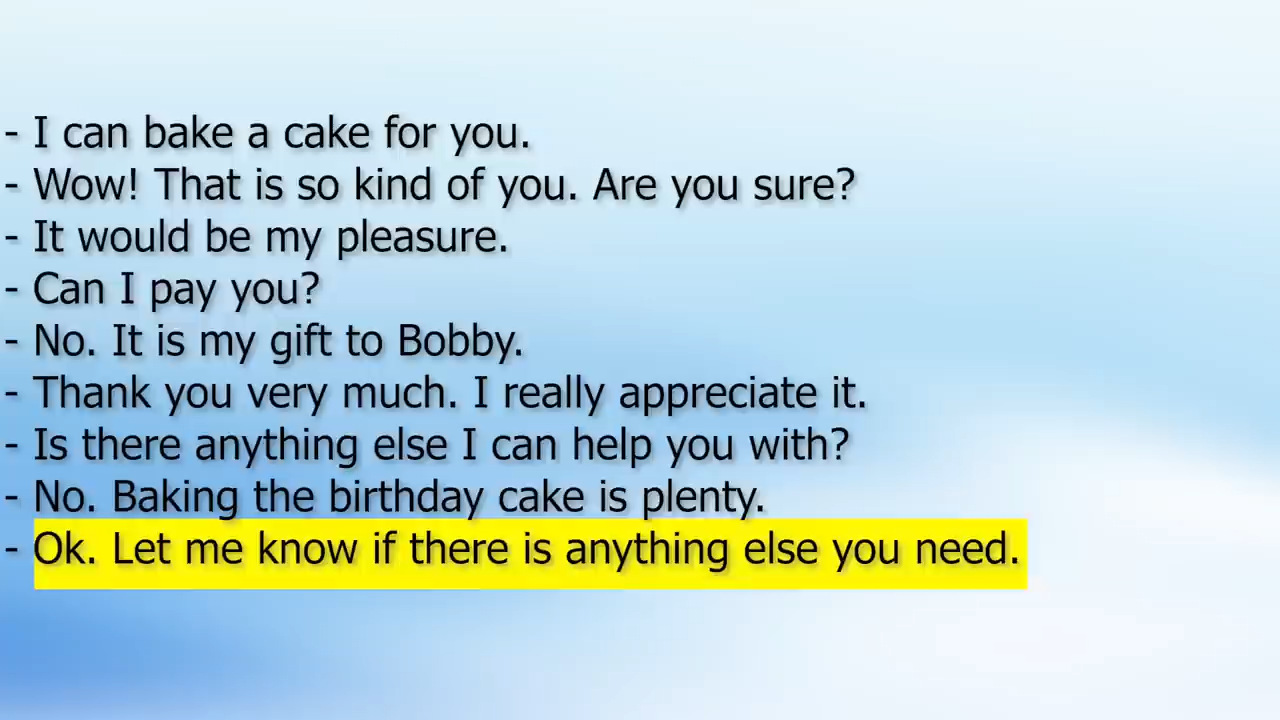 - I can bake a cake for you.
- Wow! That is so kind of you. Are you sure?
- It would be my pleasure.
- Can I pay you?
- No. It is my gift to Bobby.
- Thank you very much. I really appreciate it.
- Is there anything else I can help you with?
- No. Baking the birthday cake is plenty.
- Ok. Let me know if there is anything else you need.